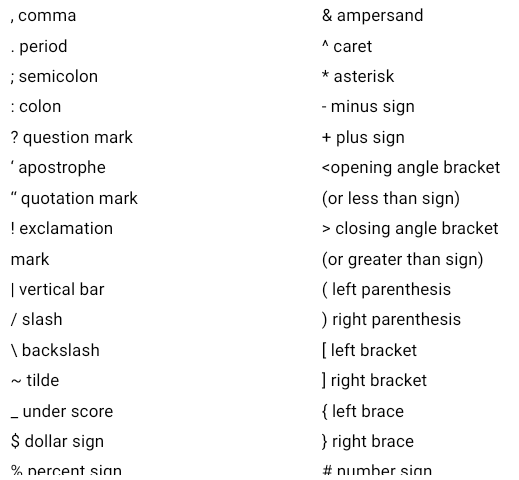 , comma
. period
; semicolon
: colon
? question mark
‘ apostrophe
“ quotation mark
! exclamation
mark
| vertical bar
/ slash
\ backslash
~ tilde
_ under score
$ dollar sign
% percent sign
& ampersand
^ caret
* asterisk
- minus sign
+ plus sign
<opening angle bracket
(or less than sign)
> closing angle bracket
(or greater than sign)
( left parenthesis
) right parenthesis
[ left bracket
] right bracket
{ left brace
} right brace
# number sign